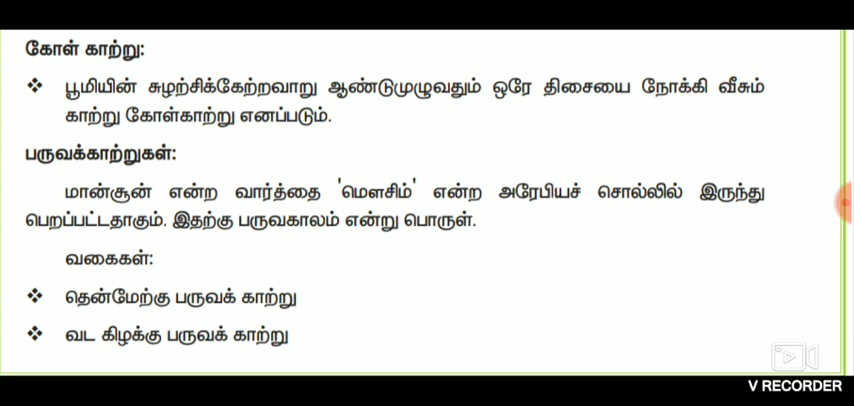 கோள் காற்று:
❖ பூமியின் சுழற்சிக்கேற்றவாறு ஆண்டுமுழுவதும் ஒரே திசையை நோக்கி வீசும்
காற்று கோள்காற்று எனப்படும்.
பருவக்காற்றுகள்:
மான்சூன் என்ற வார்த்தை 'மௌசிம்' என்ற அரேபியச் சொல்லில் இருந்து
பெறப்பட்டதாகும். இதற்கு பருவகாலம் என்று பொருள்.
வகைகள்:
❖ தென்மேற்கு பருவக் காற்று
❖ வட கிழக்கு பருவக் காற்று
V RECORDER